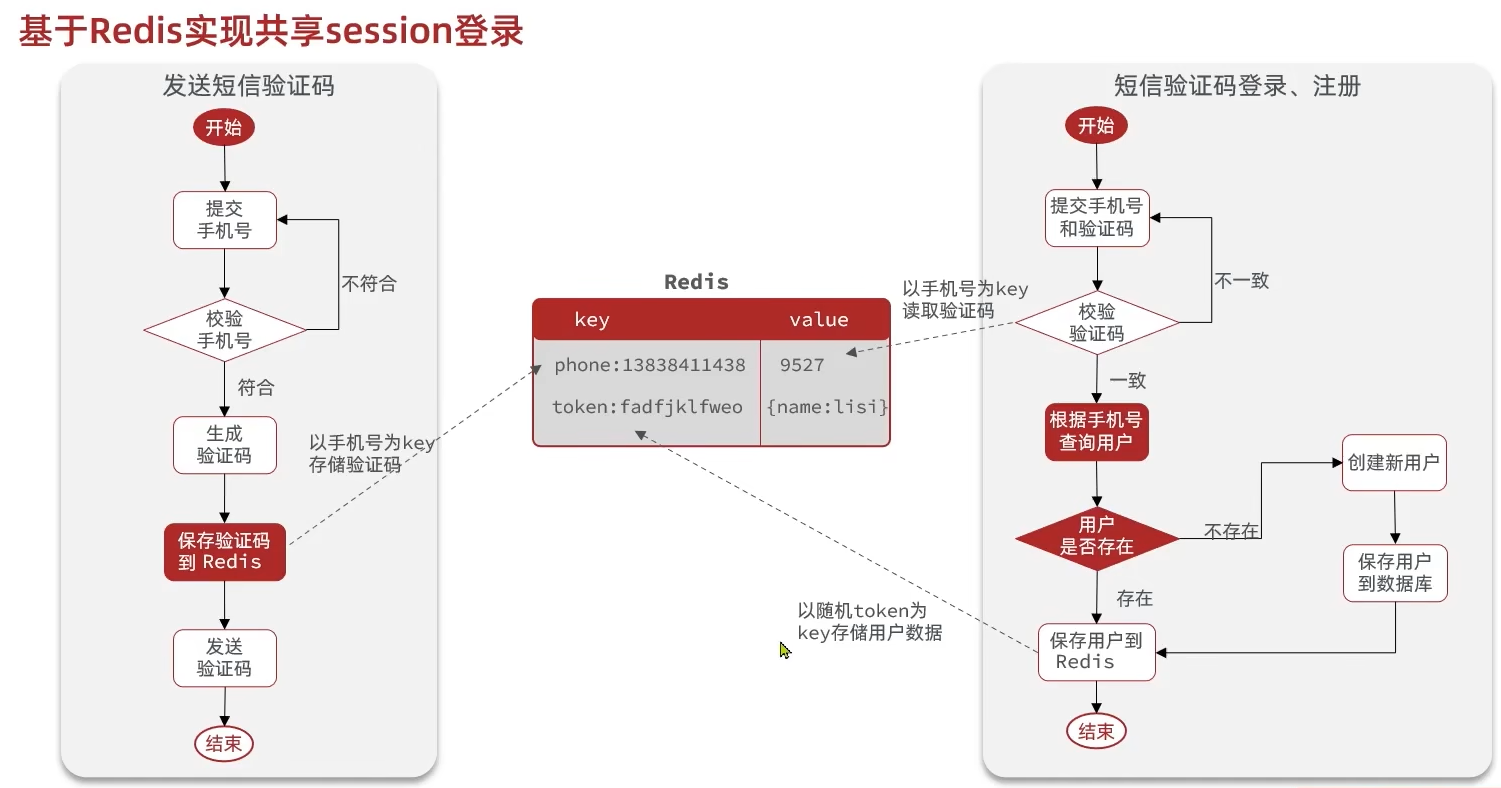 基于Redis实现共享session登录
发送短信验证码
开始
提交
手机号
不符合
校验
手机号
符合
生成
验证码
以手机号为key
存储验证码
保存验证码
到 Redis
发送
验证码
结束
Redis
key value
phone:13838411438 9527
token:fadfjklfweo {name:lisi}
短信验证码登录、注册
开始
提交手机号
和验证码
不一致
以手机号为key
读取验证码
校验
验证码
一致
根据手机号
查询用户
用户
是否存在
不存在
创建新用户
保存用户
到数据库
存在
以随机token为
key存储用户数据
保存用户到
Redis
结束